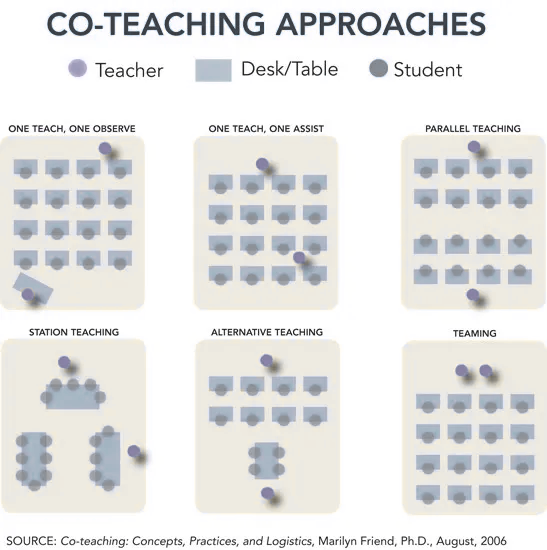 CO-TEACHING APPROACHES
Teacher Desk/Table Student
ONE TEACH, ONE OBSERVE
ONE TEACH, ONE ASSIST
PARALLEL TEACHING
STATION TEACHING
ALTERNATIVE TEACHING
TEAMING
SOURCE: Co-teaching: Concepts, Practices, and Logistics, Marilyn Friend, Ph.D., August, 2006